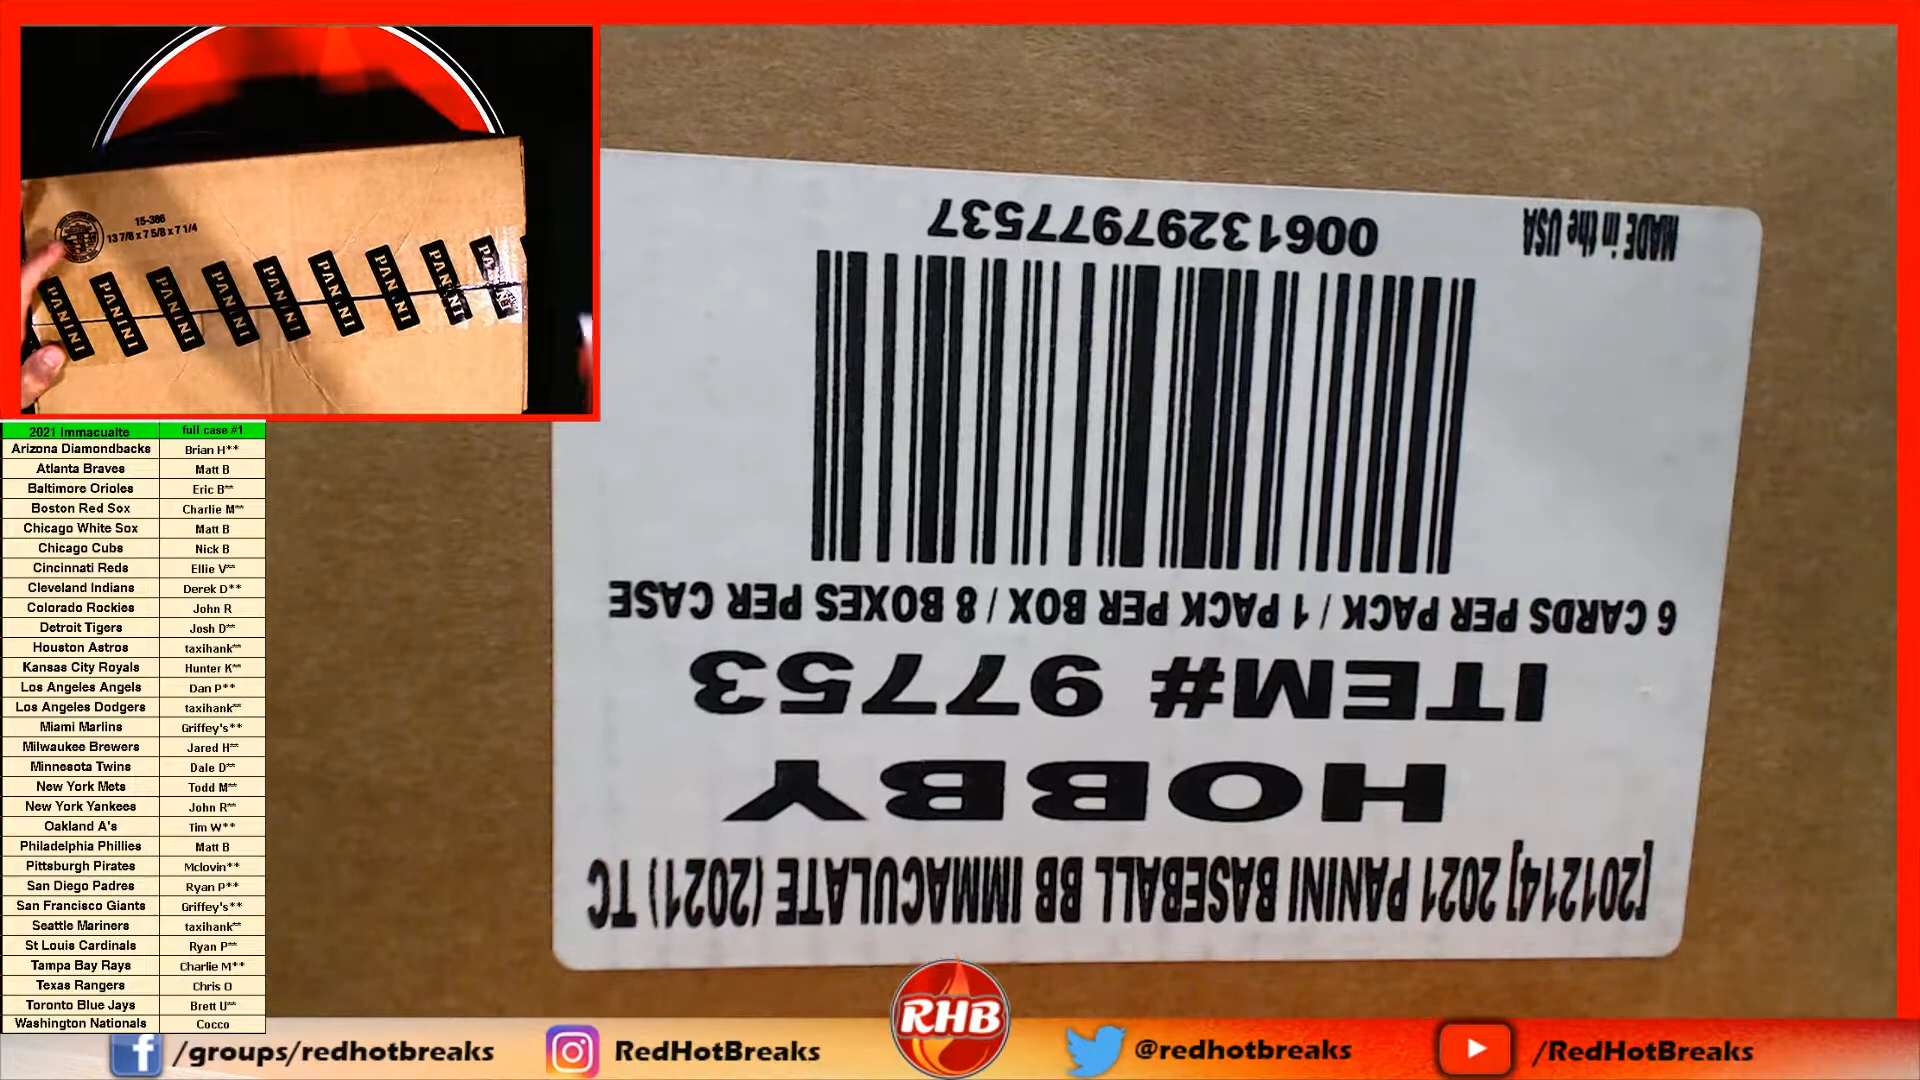 15-386
13 7/8 x 7 5/8 x 7 1/4
PANINI PANINI PANINI PANINI PANINI PANINI PANINI PANINI PANINI
[201214] 2021 PANINI BASEBALL BB IMMACULATE (2021) TC
HOBBY
ITEM# 97753
6 CARDS PER PACK / 1 PACK PER BOX / 8 BOXES PER CASE
MADE in the USA
00613297977537
2021 Immacualte full case #1
Arizona Diamondbacks Brian H**
Atlanta Braves Matt B
Baltimore Orioles Eric B**
Boston Red Sox Charlie M**
Chicago White Sox Matt B
Chicago Cubs Nick B
Cincinnati Reds Ellie V**
Cleveland Indians Derek D**
Colorado Rockies John R
Detroit Tigers Josh D**
Houston Astros taxihank**
Kansas City Royals Hunter K**
Los Angeles Angels Dan P**
Los Angeles Dodgers taxihank**
Miami Marlins Griffey's**
Milwaukee Brewers Jared H**
Minnesota Twins Dale D**
New York Mets Todd M**
New York Yankees John R**
Oakland A's Tim W**
Philadelphia Phillies Matt B
Pittsburgh Pirates Mclovin**
San Diego Padres Ryan P**
San Francisco Giants Griffey's**
Seattle Mariners taxihank**
St Louis Cardinals Ryan P**
Tampa Bay Rays Charlie M**
Texas Rangers Chris O
Toronto Blue Jays Brett U**
Washington Nationals Cocco
/groups/redhotbreaks RedHotBreaks RHB @redhotbreaks /RedHotBreaks